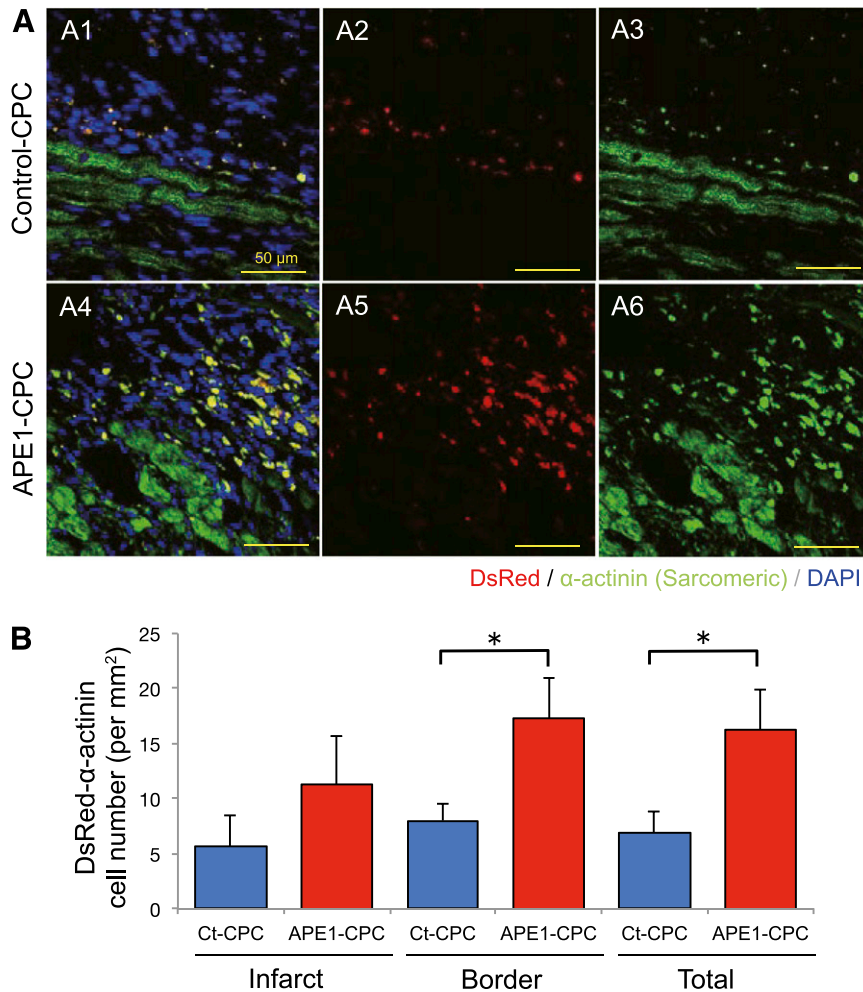 A
A1
A2
A3
Control-CPC
50 µm
A4
A5
A6
APE1-CPC
DsRed / α-actinin (Sarcomeric) / DAPI
B
DsRed-α-actinin
cell number (per mm²)
25
20
15
10
5
0
*
*
Ct-CPC APE1-CPC Ct-CPC APE1-CPC Ct-CPC APE1-CPC
Infarct Border Total